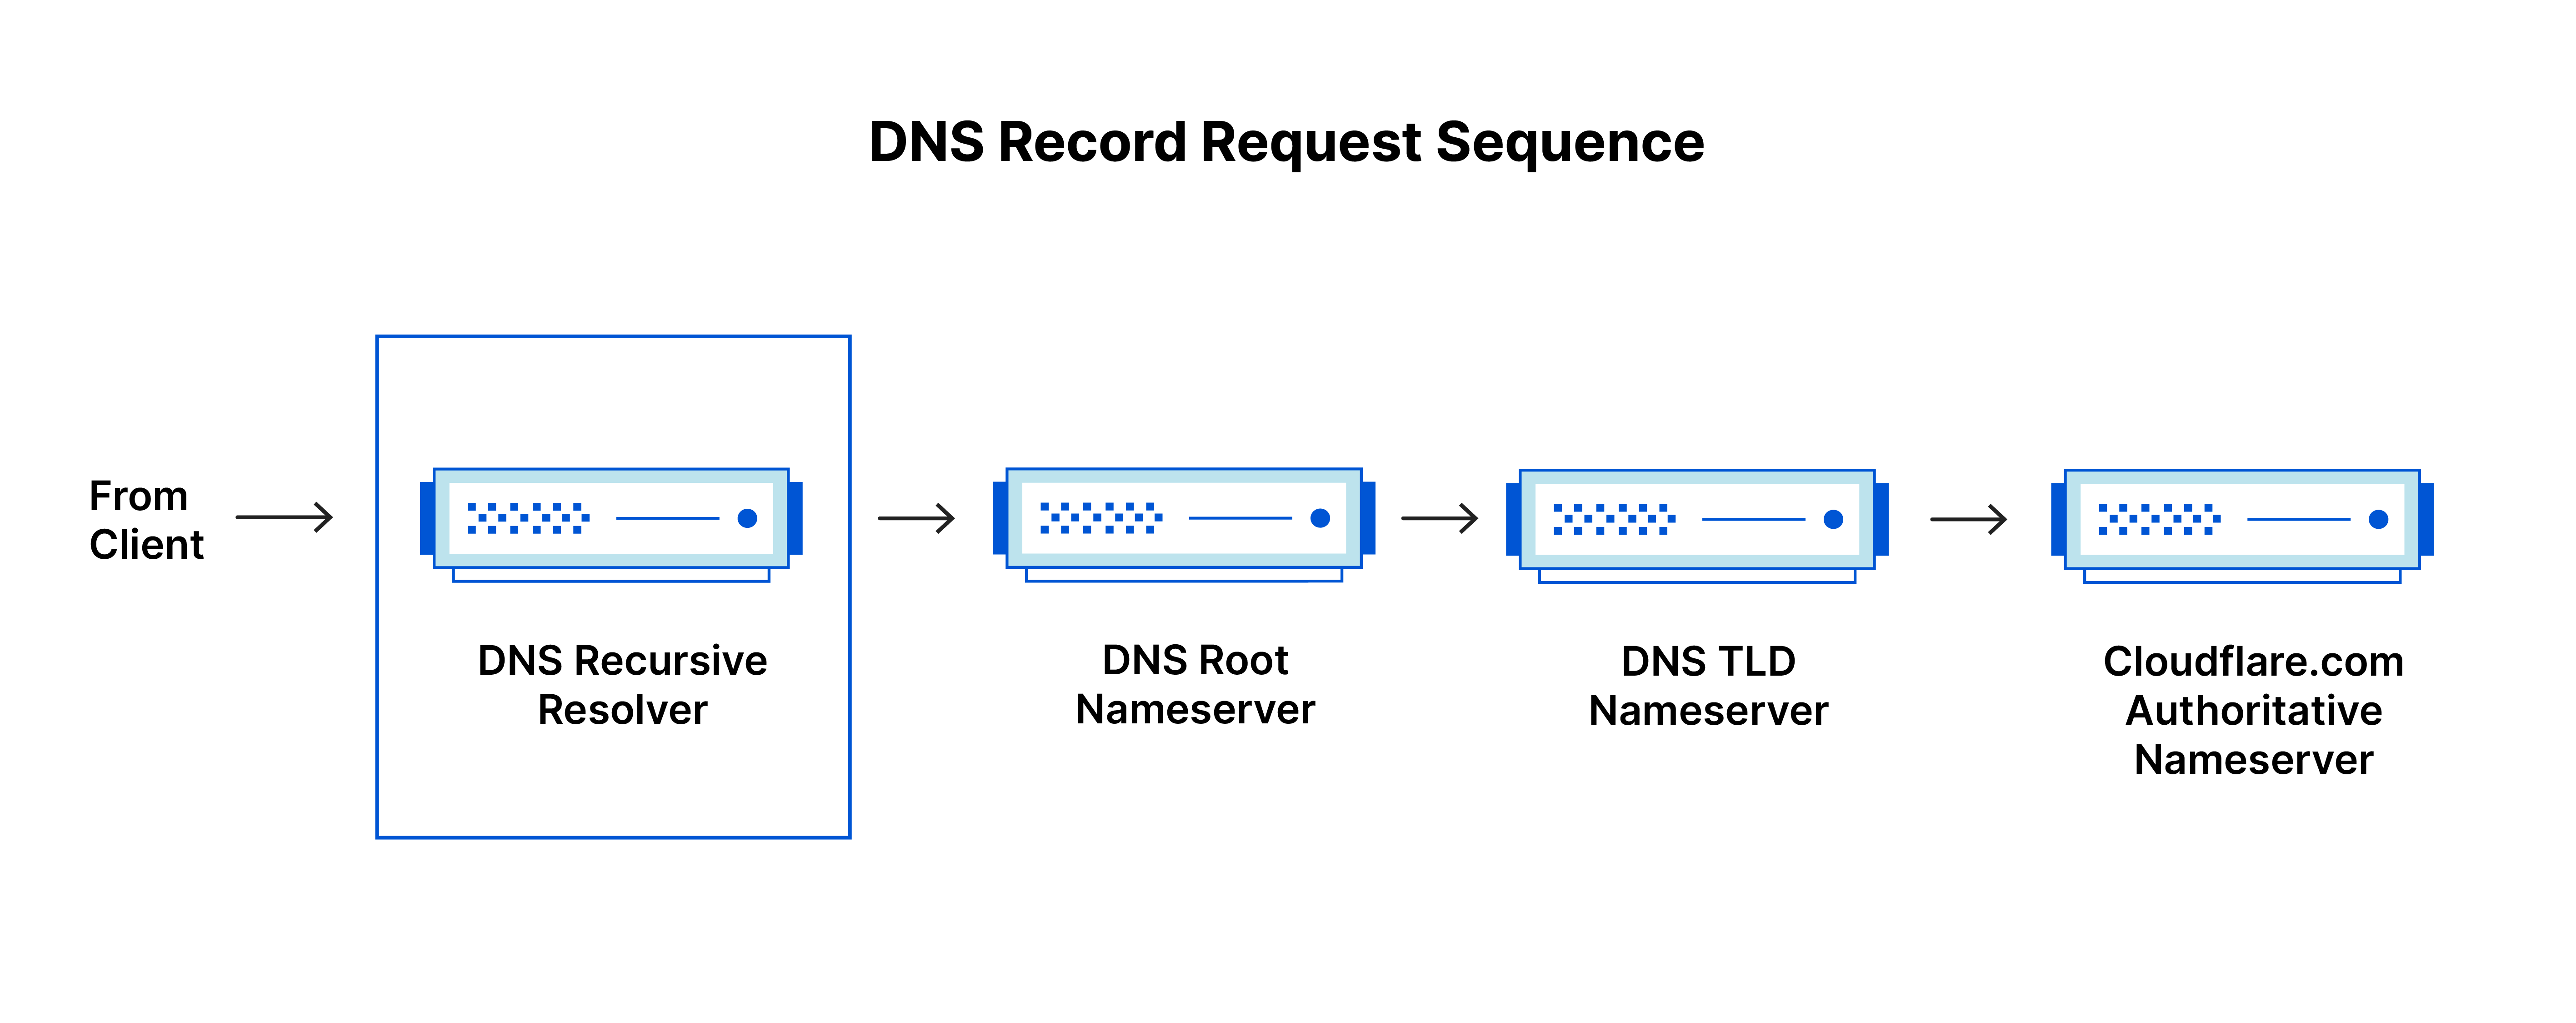 DNS Record Request Sequence
From
Client
DNS Recursive
Resolver
DNS Root
Nameserver
DNS TLD
Nameserver
Cloudflare.com
Authoritative
Nameserver